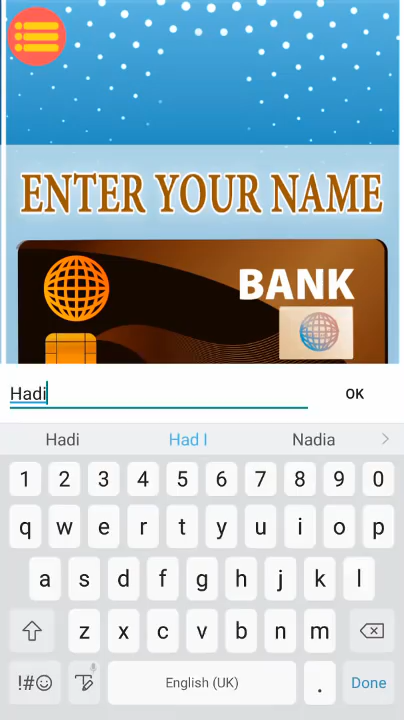 ENTER YOUR NAME
BANK
Hadi
OK
Hadi
Had I
Nadia
1 2 3 4 5 6 7 8 9 0
q w e r t y u i o p
a s d f g h j k l
z x c v b n m
!#☺ English (UK) . Done